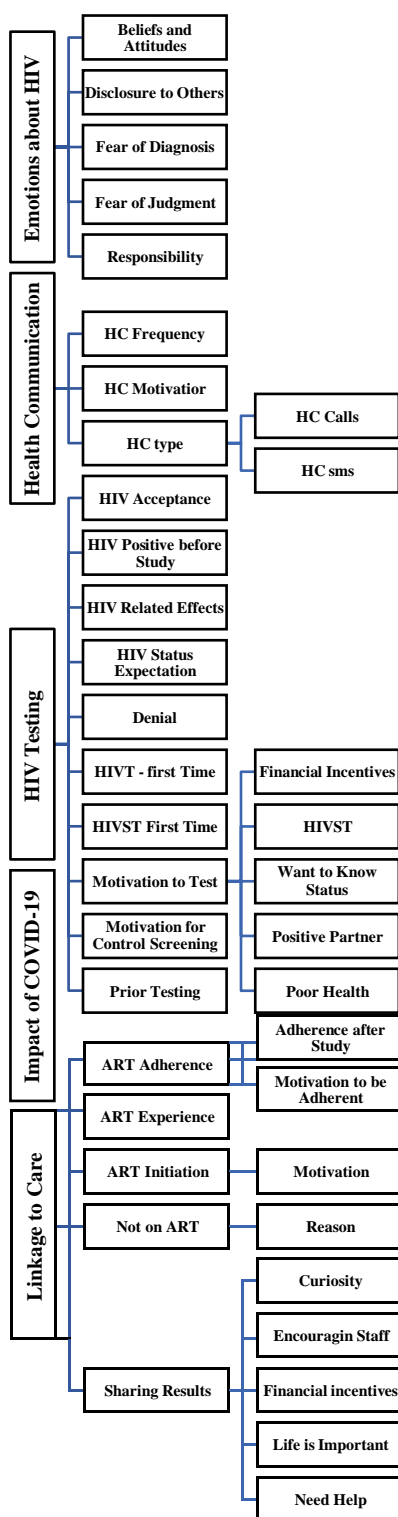 Emotions about HIV
Beliefs and
Attitudes
Disclosure to Others
Fear of Diagnosis
Fear of Judgment
Responsibility
Health Communication
HC Frequency
HC Motivatior
HC type
HC Calls
HC sms
HIV Testing
HIV Acceptance
HIV Positive before
Study
HIV Related Effects
HIV Status
Expectation
Denial
HIVT - first Time
HIVST First Time
Motivation to Test
Financial Incentives
HIVST
Want to Know
Status
Positive Partner
Poor Health
Motivation for
Control Screening
Prior Testing
Impact of COVID-19
Linkage to Care
ART Adherence
Adherence after
Study
Motivation to be
Adherent
ART Experience
ART Initiation
Motivation
Not on ART
Reason
Sharing Results
Curiosity
Encouragin Staff
Financial incentives
Life is Important
Need Help